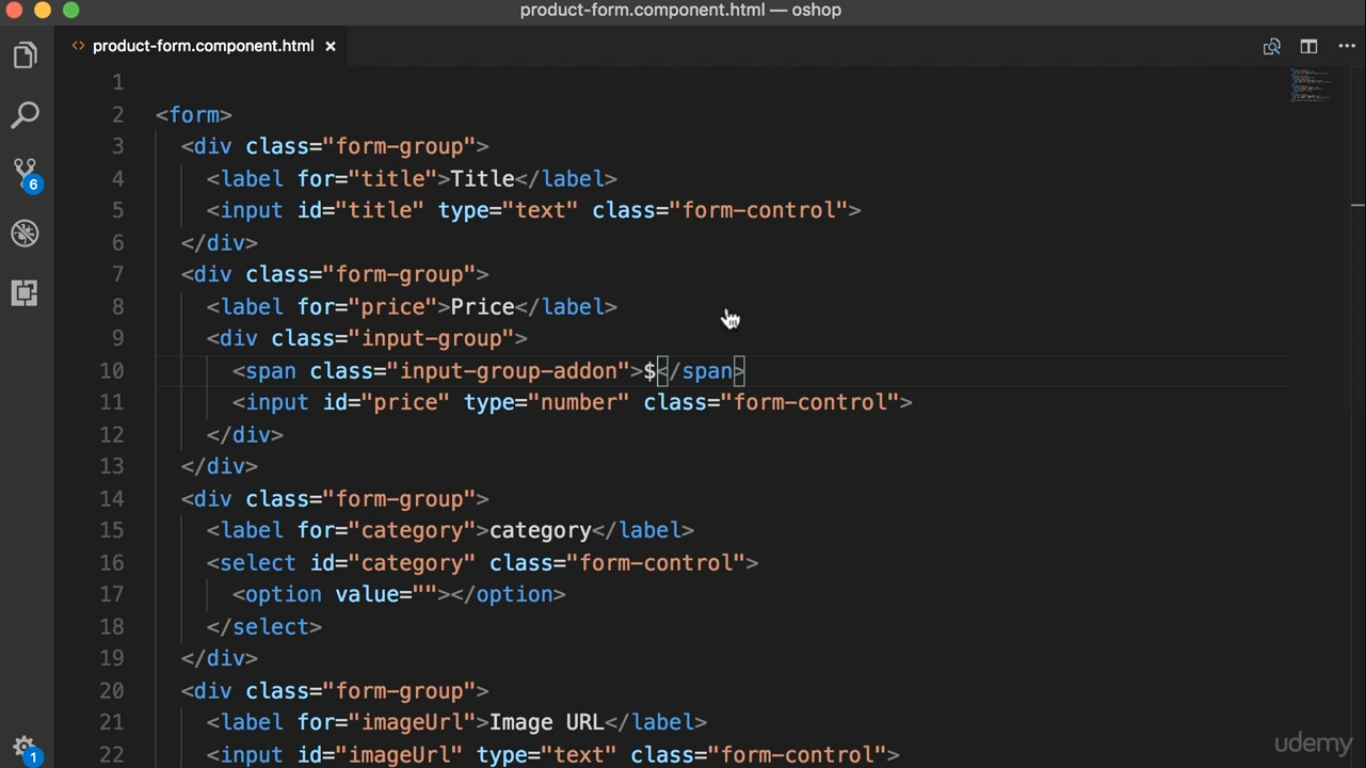 product-form.component.html — oshop
<> product-form.component.html ×
1
2 <form>
3 <div class="form-group">
4 <label for="title">Title</label>
5 <input id="title" type="text" class="form-control">
6 </div>
7 <div class="form-group">
8 <label for="price">Price</label>
9 <div class="input-group">
10 <span class="input-group-addon">$</span>
11 <input id="price" type="number" class="form-control">
12 </div>
13 </div>
14 <div class="form-group">
15 <label for="category">category</label>
16 <select id="category" class="form-control">
17 <option value=""></option>
18 </select>
19 </div>
20 <div class="form-group">
21 <label for="imageUrl">Image URL</label>
22 <input id="imageUrl" type="text" class="form-control">
6
1
udemy